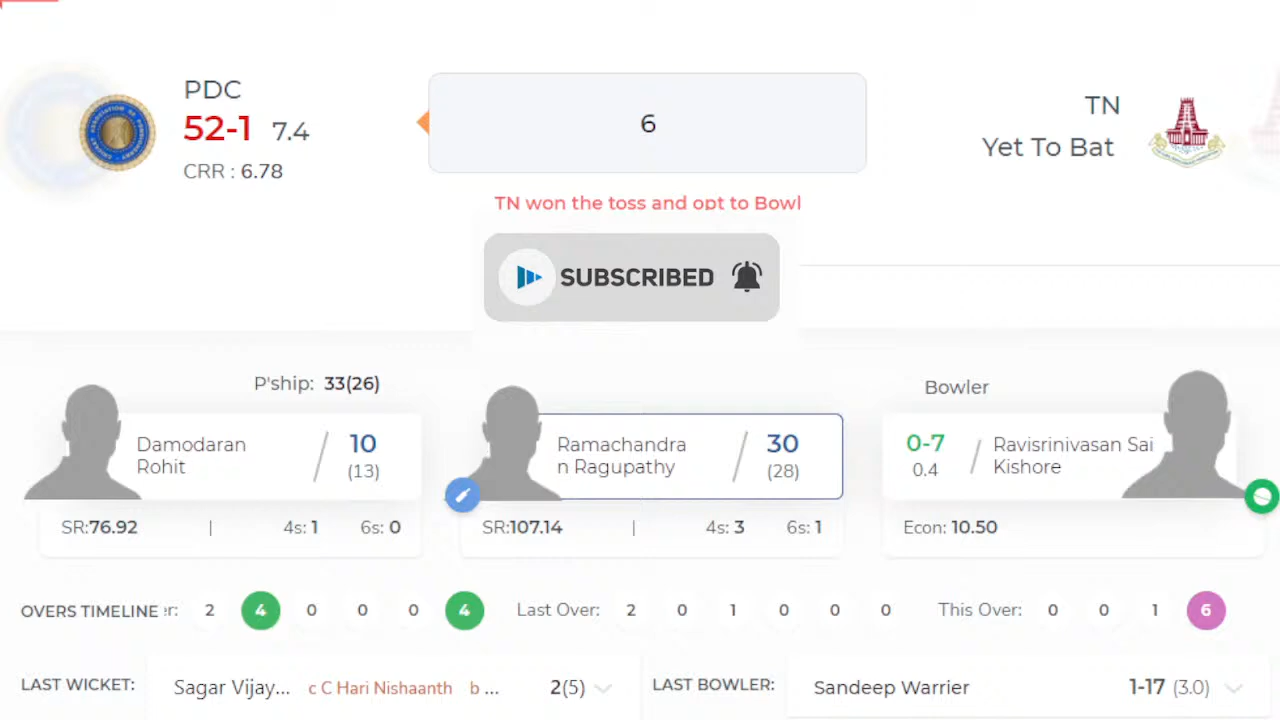 PDC
52-1 7.4
CRR : 6.78
6
TN
Yet To Bat
TN won the toss and opt to Bowl
SUBSCRIBED
P'ship: 33(26)
Damodaran
Rohit
10
(13)
SR:76.92 | 4s: 1 6s: 0
Ramachandra
n Ragupathy
30
(28)
SR:107.14 | 4s: 3 6s: 1
Bowler
0-7
0.4
Ravisrinivasan Sai
Kishore
Econ: 10.50
OVERS TIMELINE er: 2 4 0 0 0 4 Last Over: 2 0 1 0 0 0 This Over: 0 0 1 6
LAST WICKET: Sagar Vijay... c C Hari Nishaanth b ... 2(5) LAST BOWLER: Sandeep Warrier 1-17 (3.0)